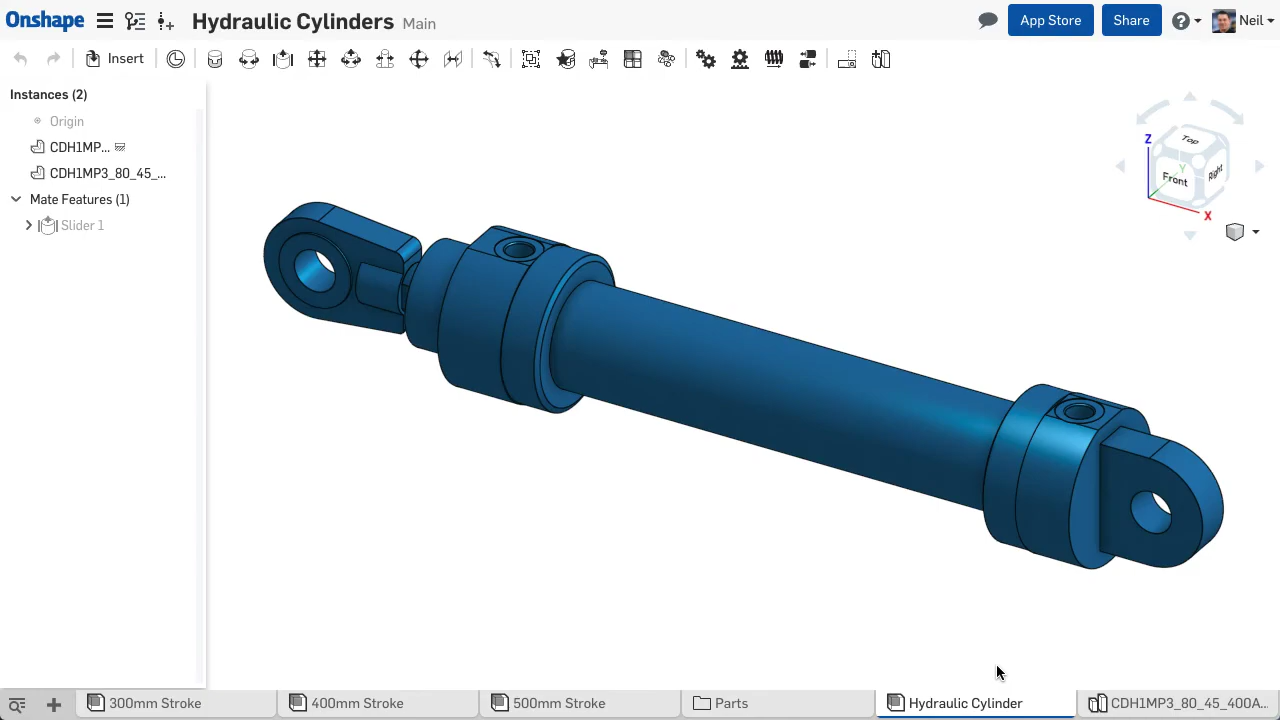 Onshape Hydraulic Cylinders Main App Store Share Neil
Insert
Instances (2)
Origin
CDH1MP...
CDH1MP3_80_45_...
Mate Features (1)
Slider 1
Z
Top
Y
Front
Right
X
300mm Stroke 400mm Stroke 500mm Stroke Parts Hydraulic Cylinder CDH1MP3_80_45_400A...